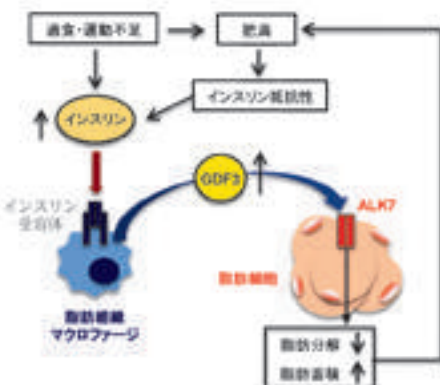 過食・運動不足
肥満
インスリン抵抗性
インスリン
GDF3
ALK7
インスリン
受容体
脂肪細胞
脂肪組織
マクロファージ
脂肪分解
脂肪蓄積